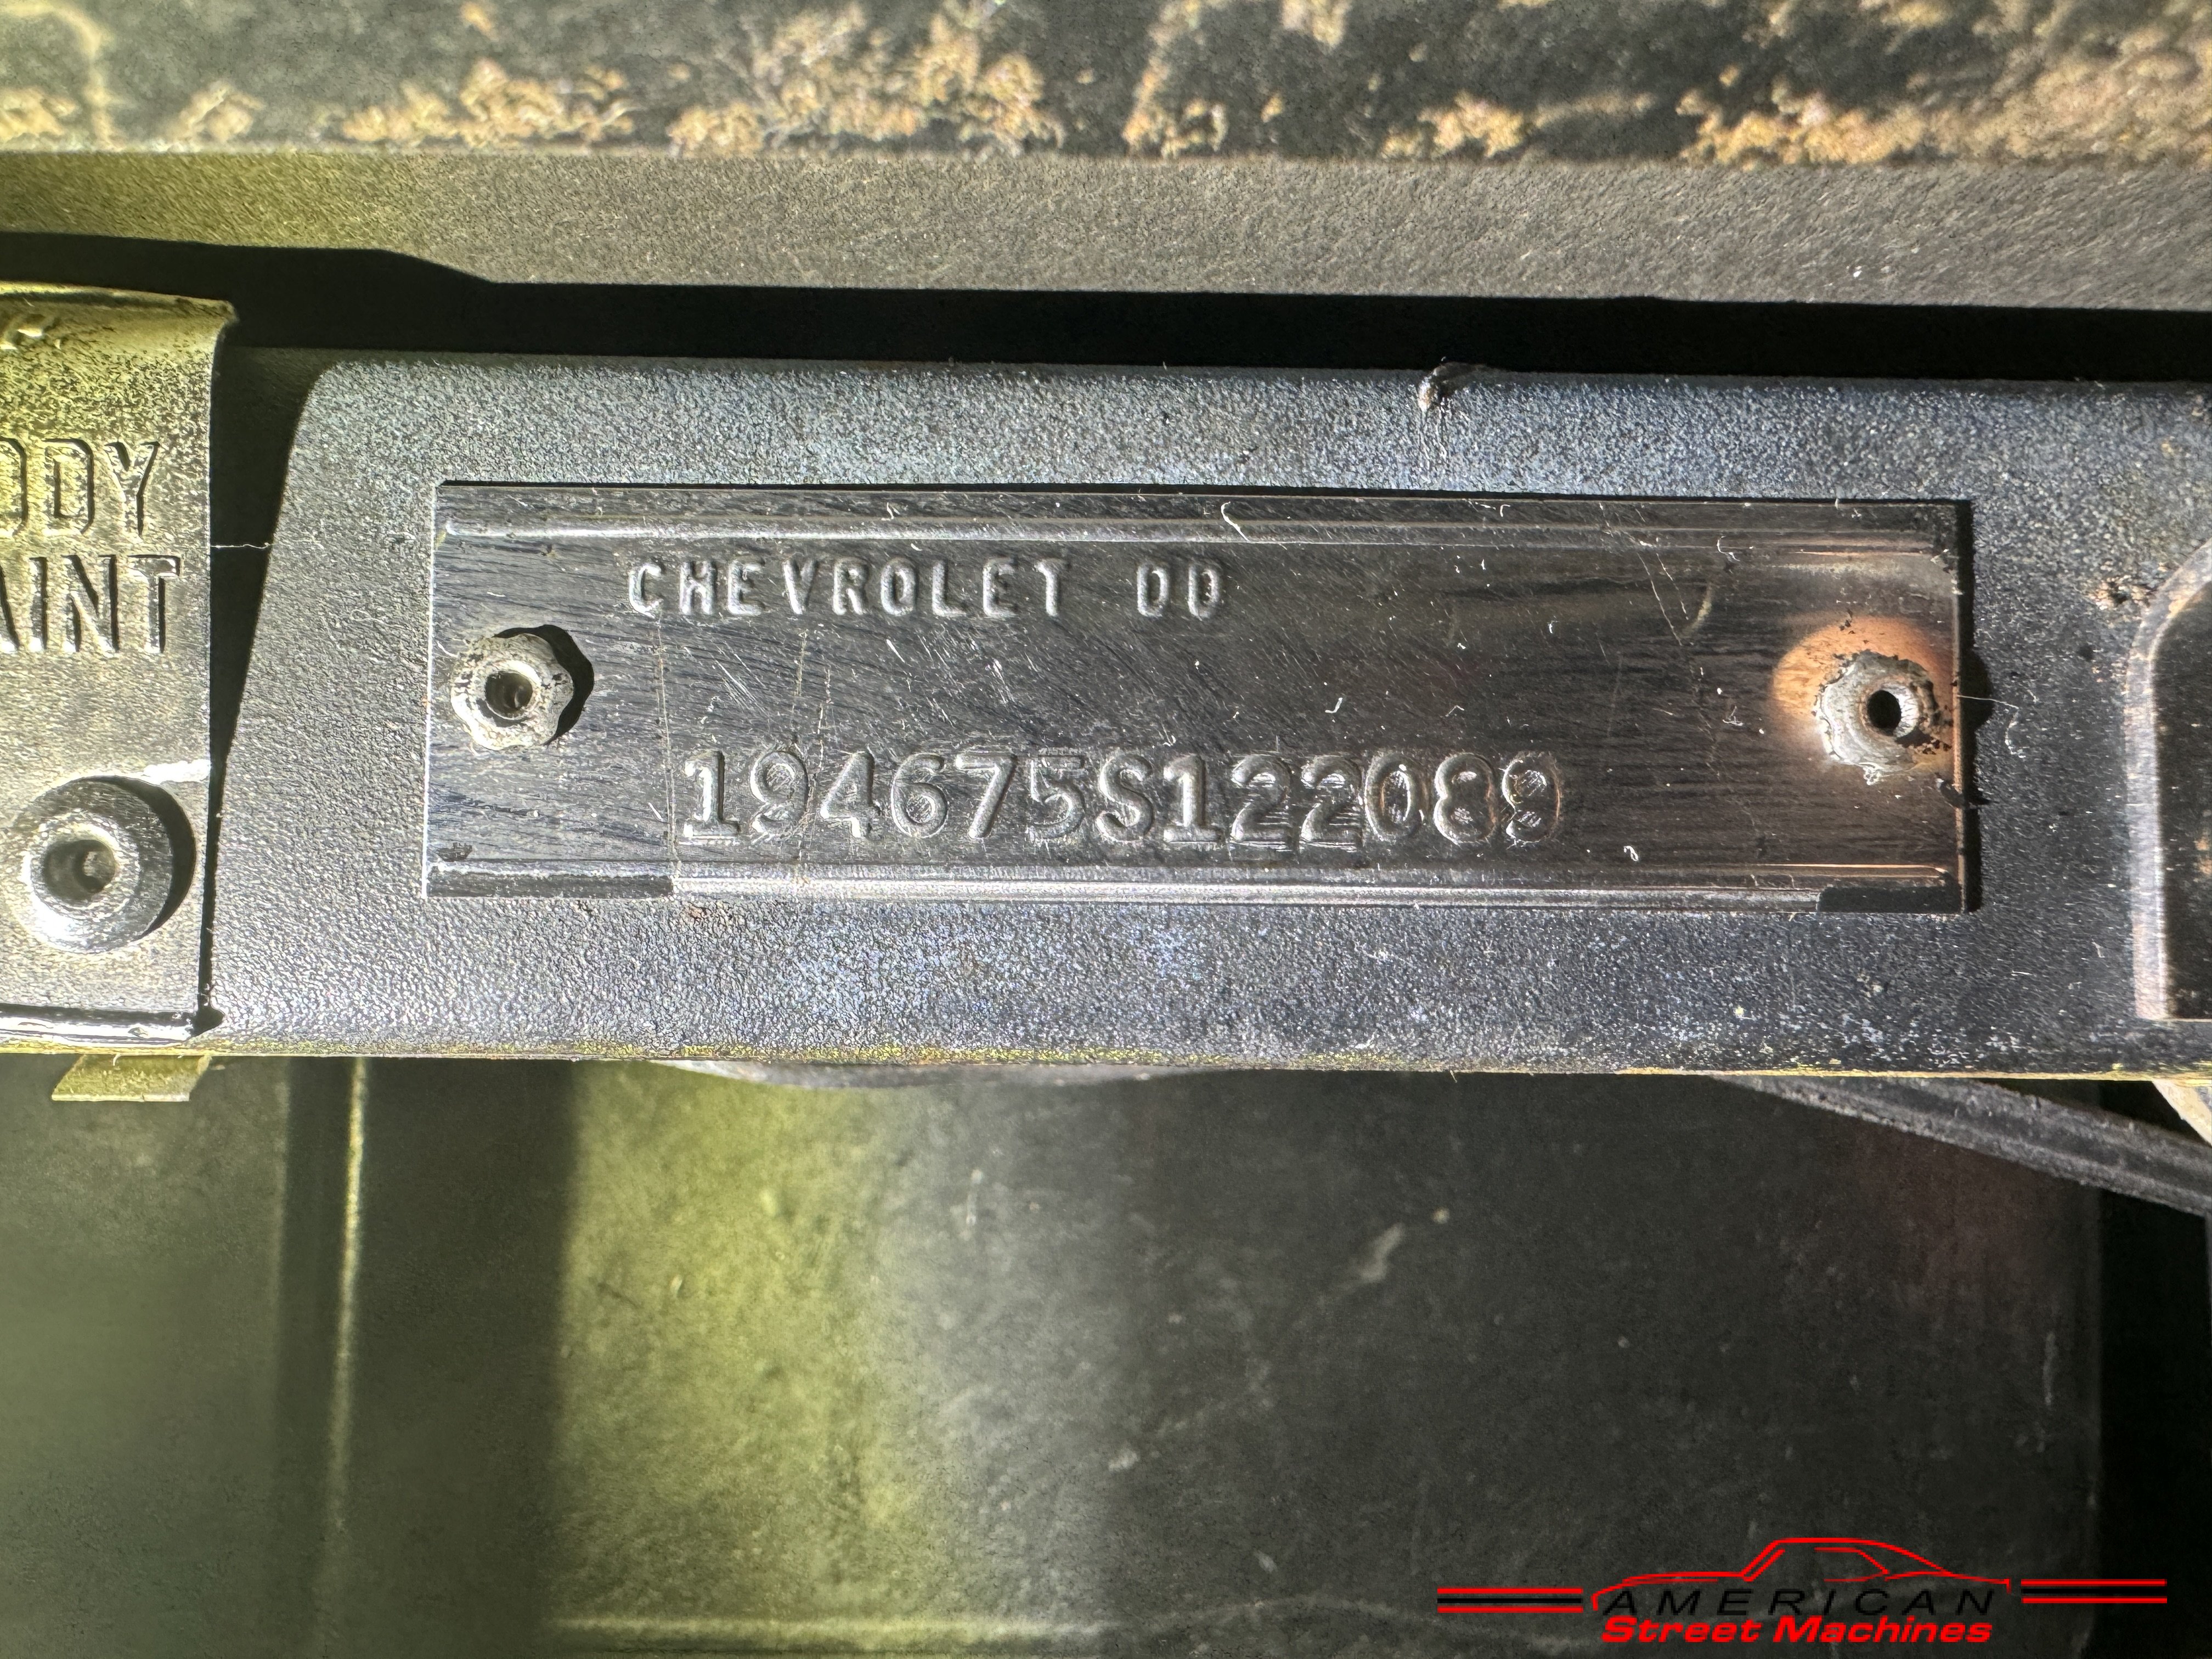 ODY
AINT
CHEVROLET DD
194675S122089
AMERICAN
Street Machines